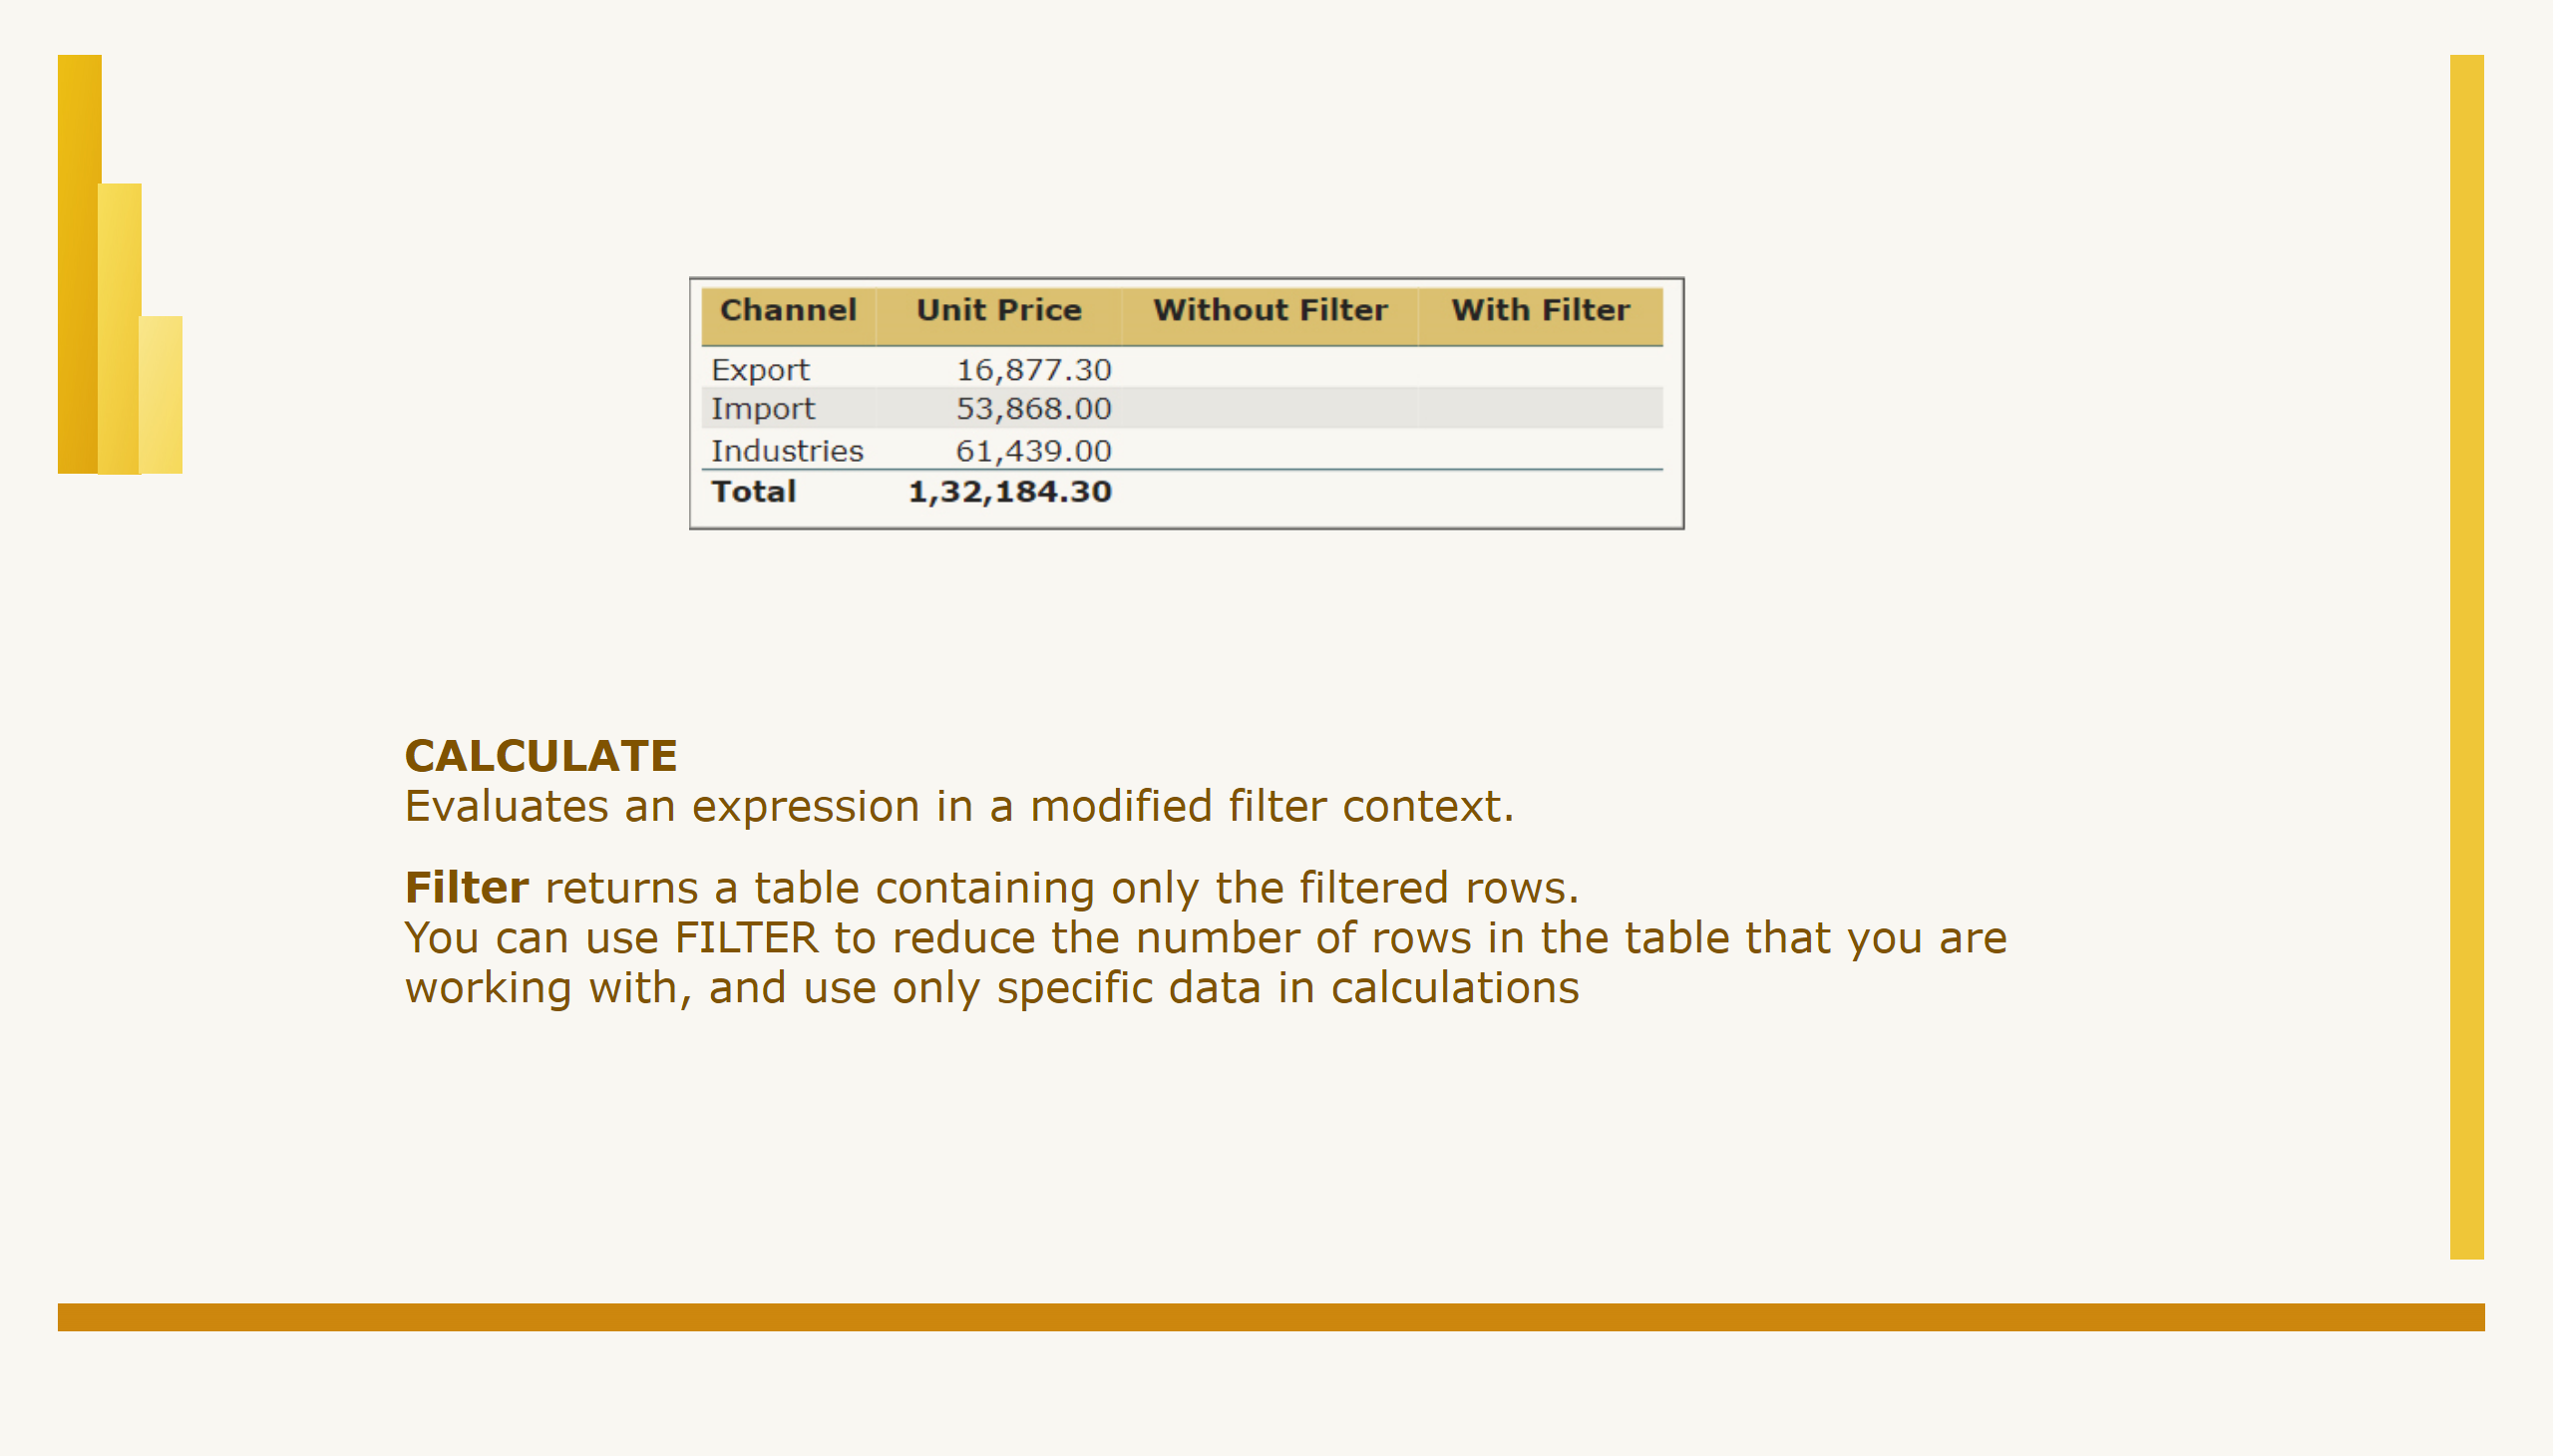 Channel Unit Price Without Filter With Filter
Export 16,877.30
Import 53,868.00
Industries 61,439.00
Total 1,32,184.30
CALCULATE
Evaluates an expression in a modified filter context.
Filter returns a table containing only the filtered rows.
You can use FILTER to reduce the number of rows in the table that you are
working with, and use only specific data in calculations